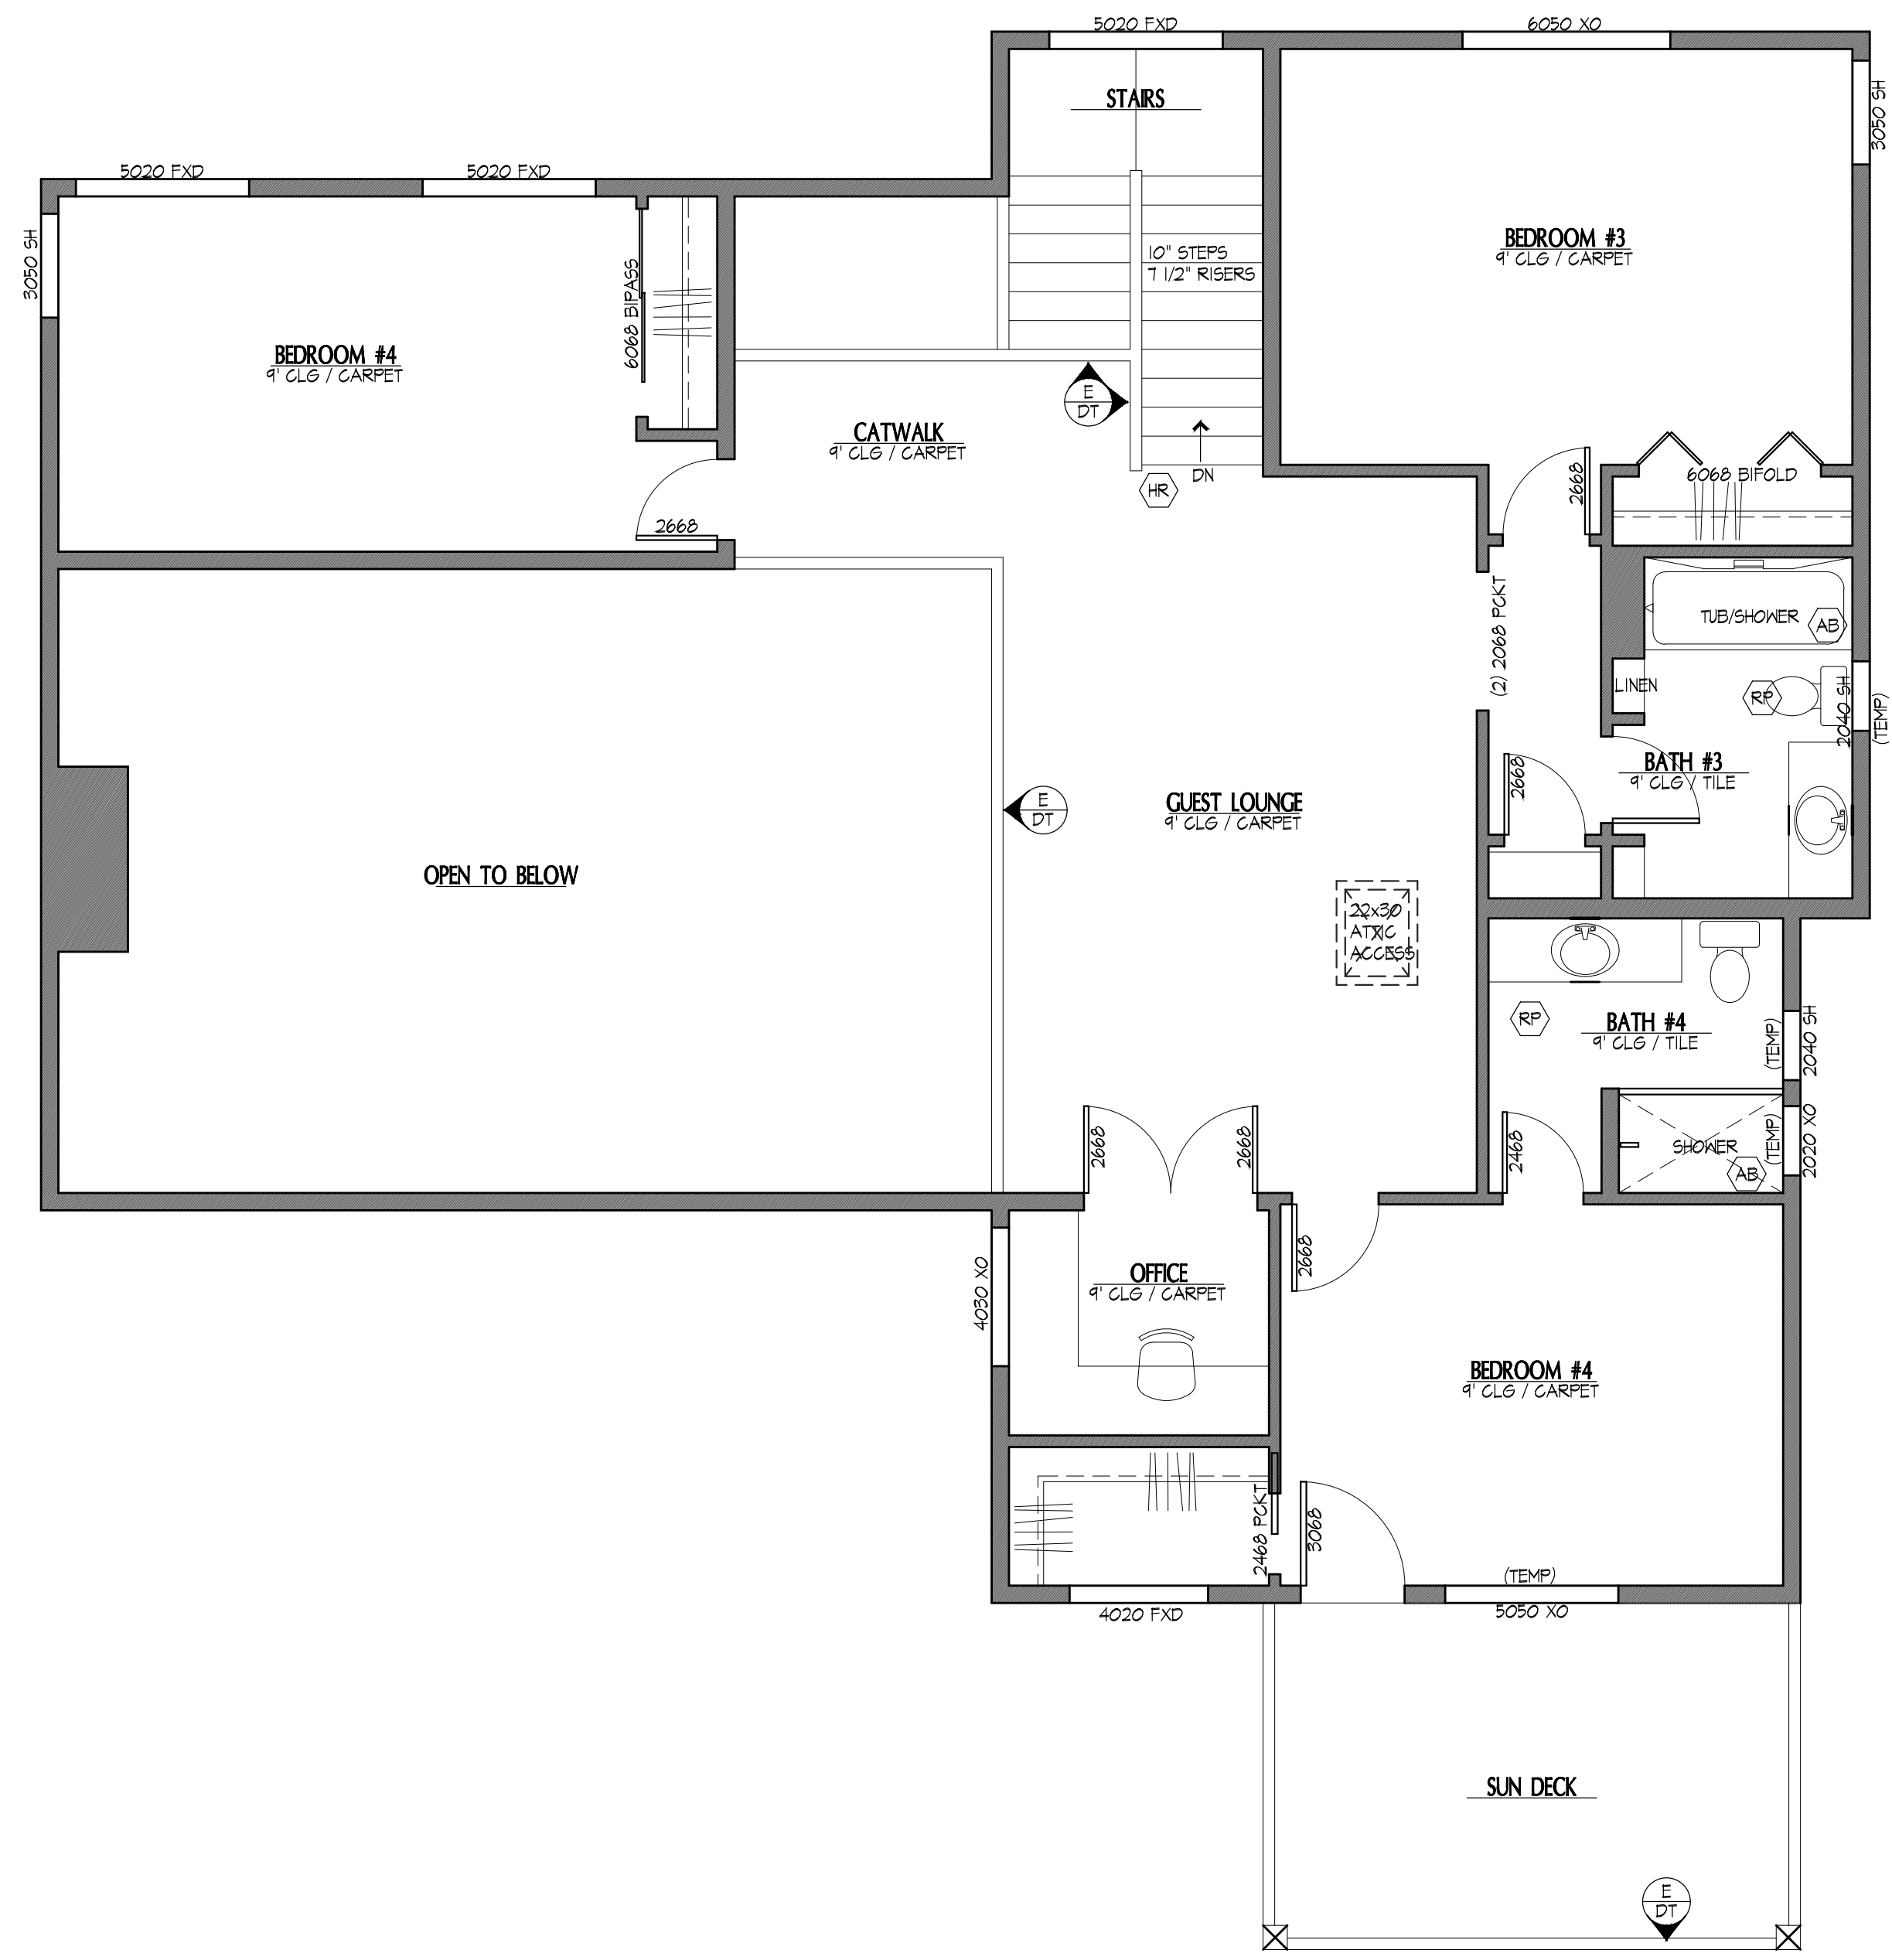 5020 FXD
6050 XO
STAIRS
3050 SH
5020 FXD
5020 FXD
3050 SH
10" STEPS
7 1/2" RISERS
BEDROOM #3
9' CLG / CARPET
6068 BIPASS
BEDROOM #4
9' CLG / CARPET
E
DT
CATWALK
9' CLG / CARPET
DN
HR
2668
6068 BIFOLD
2668
(2) 2068 PCKT
TUB/SHOWER
AB
LINEN
RP
2040 SH
(TEMP)
2668
BATH #3
9' CLG / TILE
E
DT
GUEST LOUNGE
9' CLG / CARPET
OPEN TO BELOW
22x30
ATTIC
ACCESS
RP
BATH #4
9' CLG / TILE
(TEMP)
2040 SH
2668
2668
2468
SHOWER
AB
(TEMP)
2020 XO
4030 XO
OFFICE
9' CLG / CARPET
2668
BEDROOM #4
9' CLG / CARPET
2468 PCKT
3068
(TEMP)
4020 FXD
5050 XO
SUN DECK
E
DT